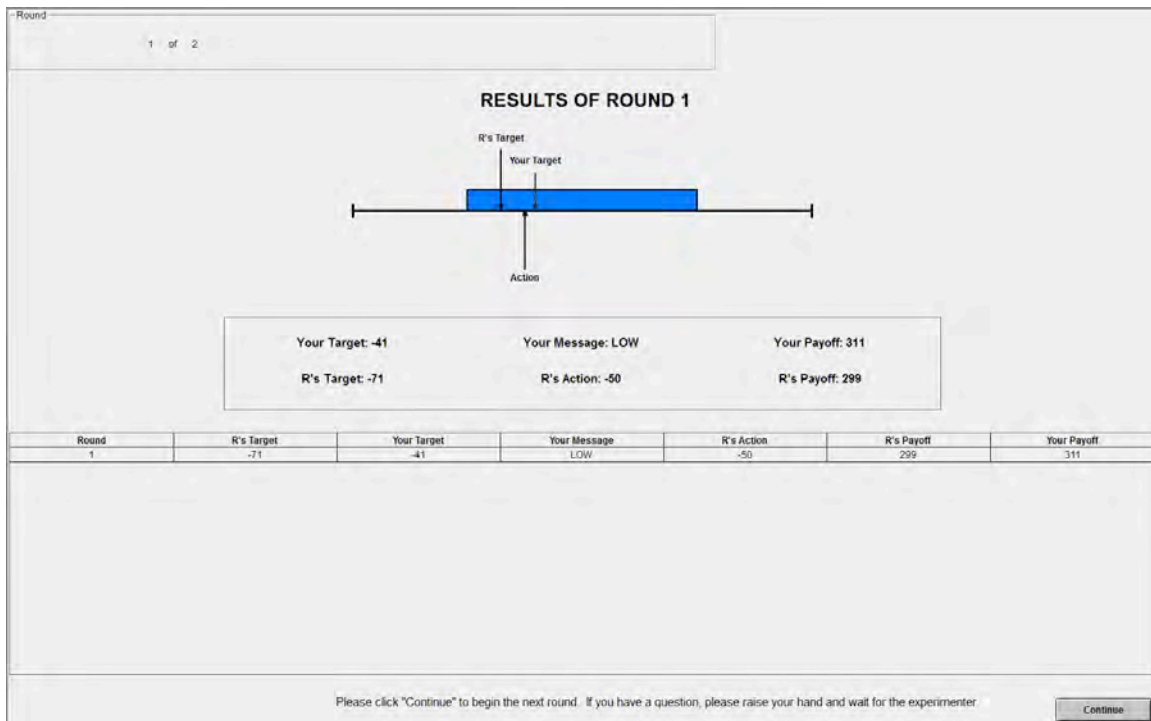 Round
1 of 2
RESULTS OF ROUND 1
R's Target
Your Target
Action
Your Target: -41 Your Message: LOW Your Payoff: 311
R's Target: -71 R's Action: -50 R's Payoff: 299
Round R's Target Your Target Your Message R's Action R's Payoff Your Payoff
1 -71 -41 LOW -50 299 311
Please click "Continue" to begin the next round. If you have a question, please raise your hand and wait for the experimenter.
Continue